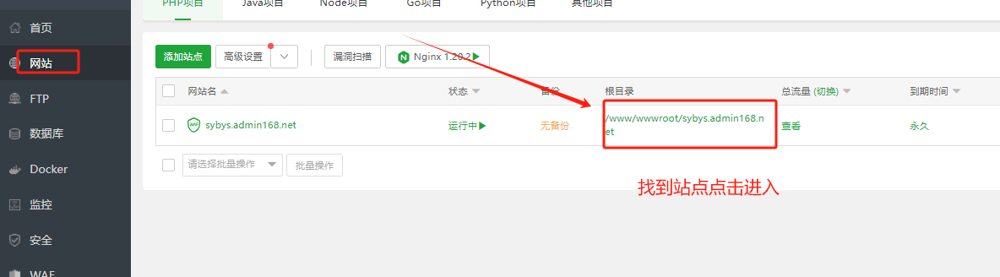 PHP项目 Java项目 Node项目 Go项目 Python项目 其他项目
首页
网站
FTP
数据库
Docker
监控
安全
WAF
添加站点 高级设置 漏洞扫描 Nginx 1.20.2
网站名 状态 备份 根目录 总流量 (切换) 到期时间
WAF sybys.admin168.net 运行中 无备份 /www/wwwroot/sybys.admin168.n
et 查看 永久
请选择批量操作 批量操作
找到站点点击进入